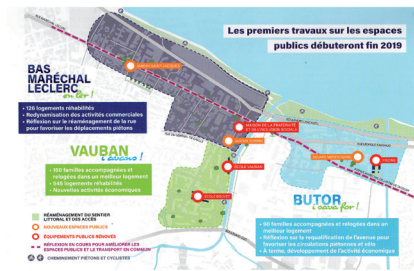 Les premiers travaux sur les espaces
publics débuteront fin 2019
BAS
MARÉCHAL
LECLERC
• 126 logements réhabilités
• Redynamisation des activités commerciales
• Réflexion sur le réaménagement de la rue
pour favoriser les déplacements piétons
VAUBAN
• 350 familles accompagnées et
relogées dans un meilleur logement
• 546 logements réhabilités
• Nouvelles activités économiques
MAISON DE LA FRATERNITÉ
ET DE L'INCLUSION SOCIALE
ÉCOLE VAUBAN
PISCINE
BUTOR
• 80 familles accompagnées et relogées dans un
meilleur logement
• Réflexion sur la requalification de l'avenue pour
favoriser les circulations piétonnes et vélo
• À terme, développement de l'activité économique
RÉAMÉNAGEMENT DU SENTIER
LITTORAL ET DES ACCÈS
NOUVEAUX ESPACES PUBLICS
ÉQUIPEMENTS PUBLICS RÉNOVÉS
RÉFLEXION EN COURS POUR AMÉLIORER LES
ESPACES PUBLICS ET LE TRANSPORT EN COMMUN
CHEMINEMENT PIÉTONS ET CYCLISTES